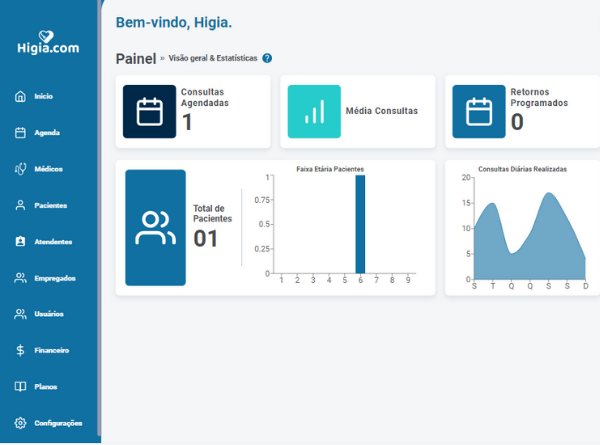 Higia.com
Início
Agenda
Médicos
Pacientes
Atendentes
Empregados
Usuários
Financeiro
Planos
Configurações
Bem-vindo, Higia.
Painel » Visão geral & Estatísticas ?
Consultas
Agendadas
1
Média Consultas
Retornos
Programados
0
Total de
Pacientes
01
Faixa Etária Pacientes
1
0.75
0.5
0.25
0
1 2 3 4 5 6 7 8 9
Consultas Diárias Realizadas
20
15
10
5
0
S T Q Q S S D